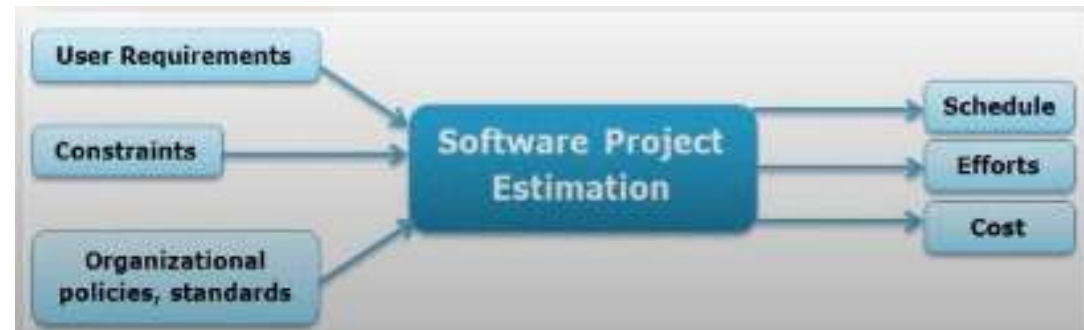 User Requirements
Constraints
Organizational
policies, standards
Software Project
Estimation
Schedule
Efforts
Cost